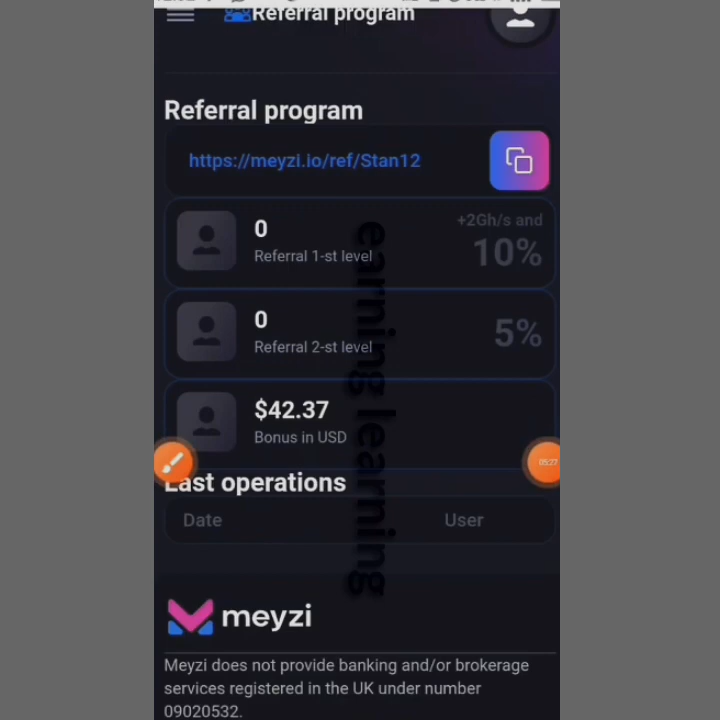 Referral program
Referral program
https://meyzi.io/ref/Stan12
0
Referral 1-st level
+2Gh/s and
10%
0
Referral 2-st level
5%
$42.37
Bonus in USD
05:27
Last operations
Date
User
earning learning
meyzi
Meyzi does not provide banking and/or brokerage
services registered in the UK under number
09020532.